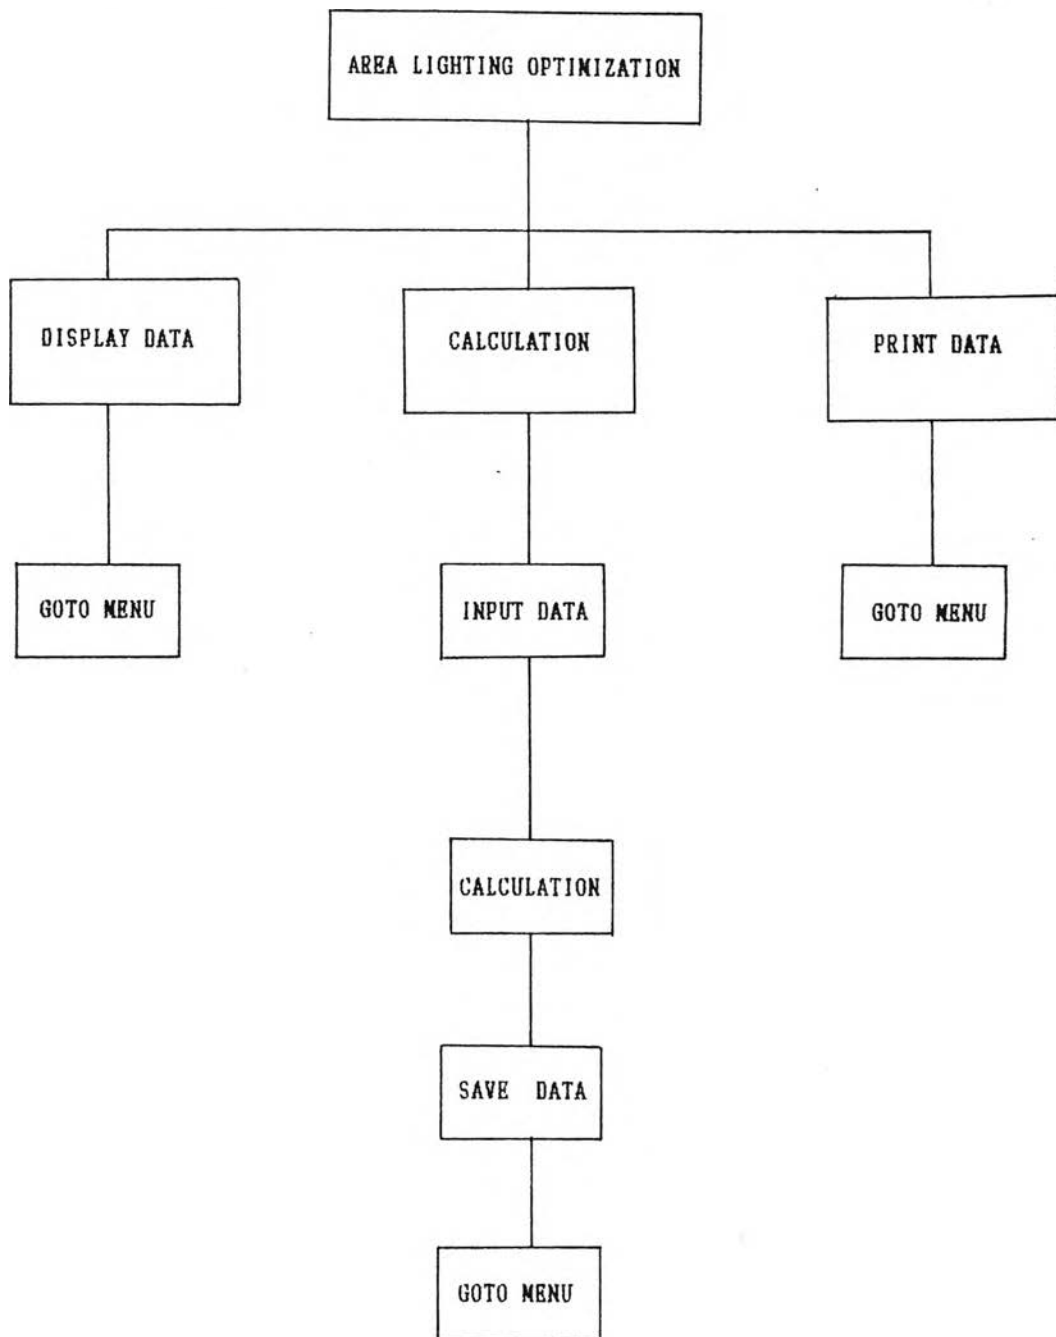 AREA LIGHTING OPTIMIZATION
DISPLAY DATA
CALCULATION
PRINT DATA
GOTO MENU
INPUT DATA
GOTO MENU
CALCULATION
SAVE DATA
GOTO MENU